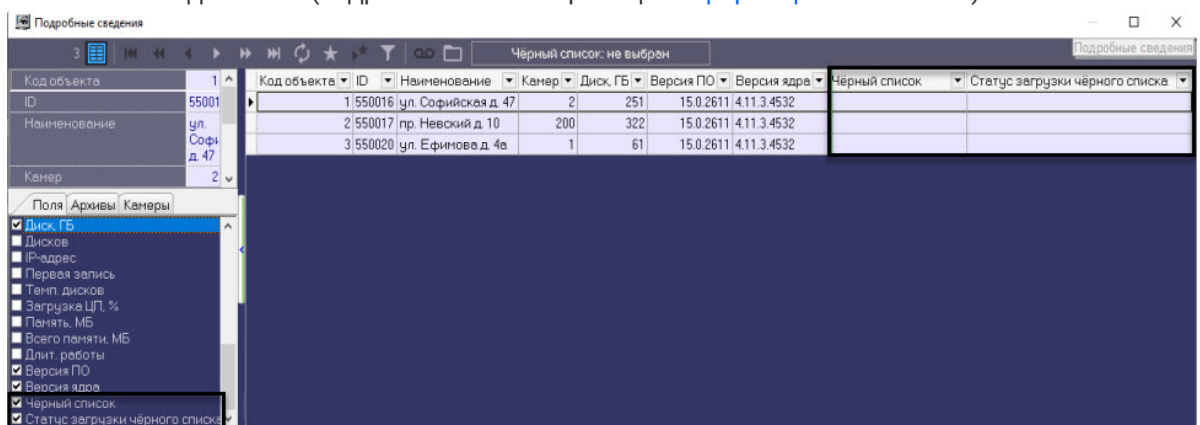 Подробные сведения
3
Чёрный список: не выбран
Подробные сведения
Код объекта 1
ID 55001
Наименование ул.
Софи
д. 47
Камер 2
Код объекта ID Наименование Камер Диск, ГБ Версия ПО Версия ядра Чёрный список Статус загрузки чёрного списка
1 550016 ул. Софийская д. 47 2 251 15.0.2611 4.11.3.4532
2 550017 пр. Невский д. 10 200 322 15.0.2611 4.11.3.4532
3 550020 ул. Ефимова д. 4а 1 61 15.0.2611 4.11.3.4532
Поля Архивы Камеры
Диск, ГБ
Дисков
IP-адрес
Первая запись
Темп. дисков
Загрузка ЦП, %
Память, МБ
Всего памяти, МБ
Длит. работы
Версия ПО
Версия ядра
Чёрный список
Статус загрузки чёрного списка